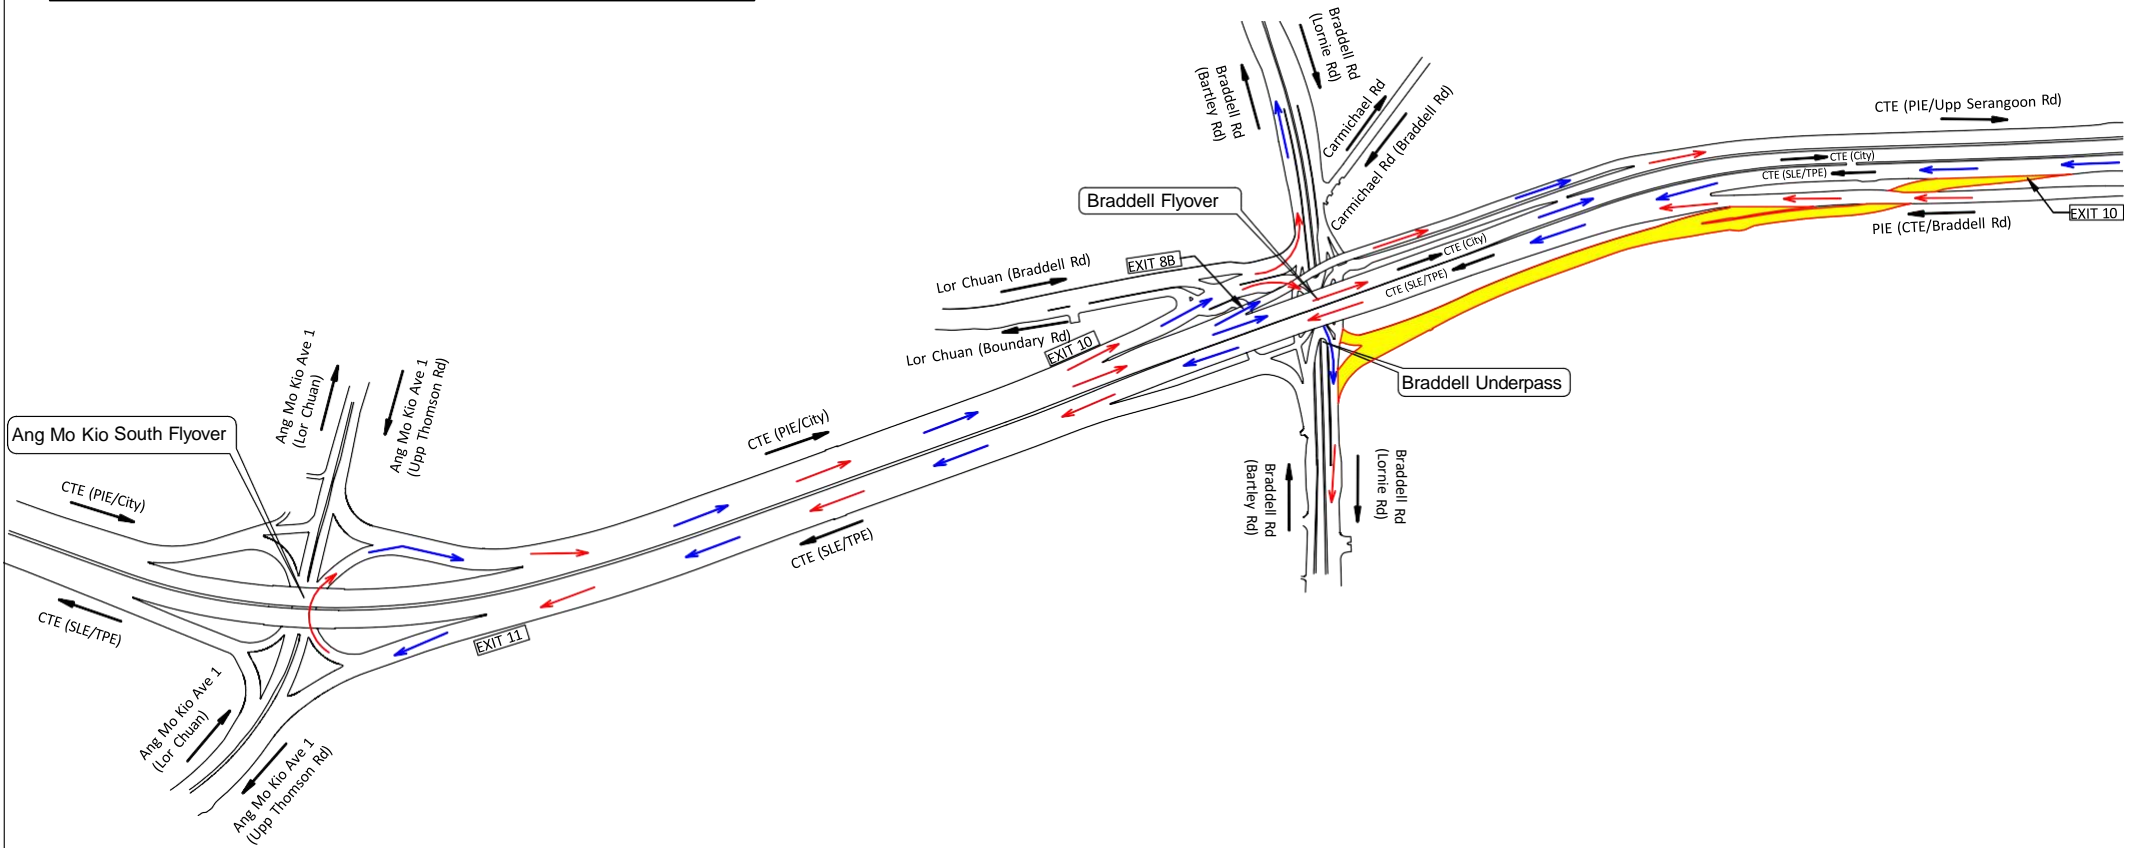 Braddell Rd
(Lornie Rd)
Braddell Rd
(Bartley Rd)
Carmichael Rd
Carmichael Rd (Braddell Rd)
CTE (PIE/Upp Serangoon Rd)
CTE (City)
CTE (SLE/TPE)
EXIT 10
PIE (CTE/Braddell Rd)
Braddell Flyover
EXIT 8B
Lor Chuan (Braddell Rd)
CTE (City)
CTE (SLE/TPE)
Lor Chuan (Boundary Rd)
EXIT 10
Braddell Underpass
Ang Mo Kio Ave 1
(Lor Chuan)
Ang Mo Kio Ave 1
(Upp Thomson Rd)
Ang Mo Kio South Flyover
CTE (PIE/City)
Braddell Rd
(Bartley Rd)
Braddell Rd
(Lornie Rd)
CTE (PIE/City)
CTE (SLE/TPE)
CTE (SLE/TPE)
EXIT 11
Ang Mo Kio Ave 1
(Lor Chuan)
Ang Mo Kio Ave 1
(Upp Thomson Rd)